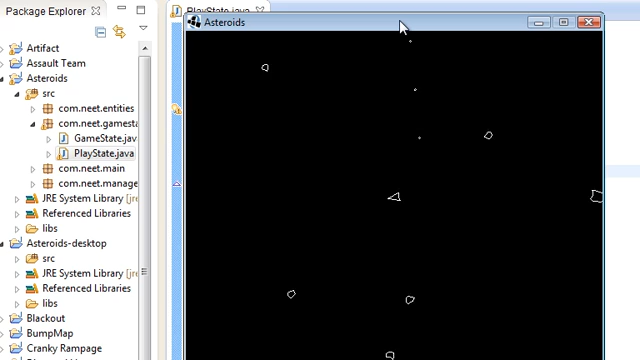 Package Explorer
PlayState.java
Asteroids
Artifact
Assault Team
Asteroids
src
com.neet.entities
com.neet.gamesta
GameState.jav
PlayState.java
com.neet.main
com.neet.manage
JRE System Library [j
Referenced Libraries
libs
Asteroids-desktop
src
JRE System Library [j
Referenced Libraries
libs
Blackout
BumpMap
Cranky Rampage